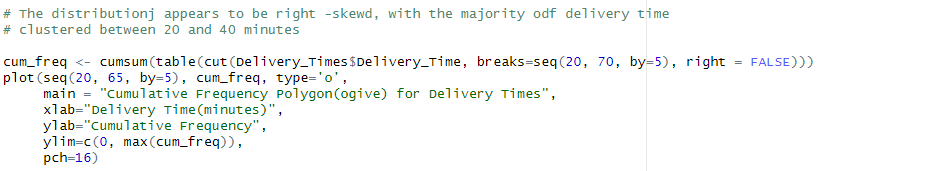 # The distributionj appears to be right -skewd, with the majority odf delivery time
# clustered between 20 and 40 minutes
cum_freq <- cumsum(table(cut(Delivery_Times$Delivery_Time, breaks=seq(20, 70, by=5), right = FALSE)))
plot(seq(20, 65, by=5), cum_freq, type='o',
     main = "Cumulative Frequency Polygon(ogive) for Delivery Times",
     xlab="Delivery Time(minutes)",
     ylab="Cumulative Frequency",
     ylim=c(0, max(cum_freq)),
     pch=16)